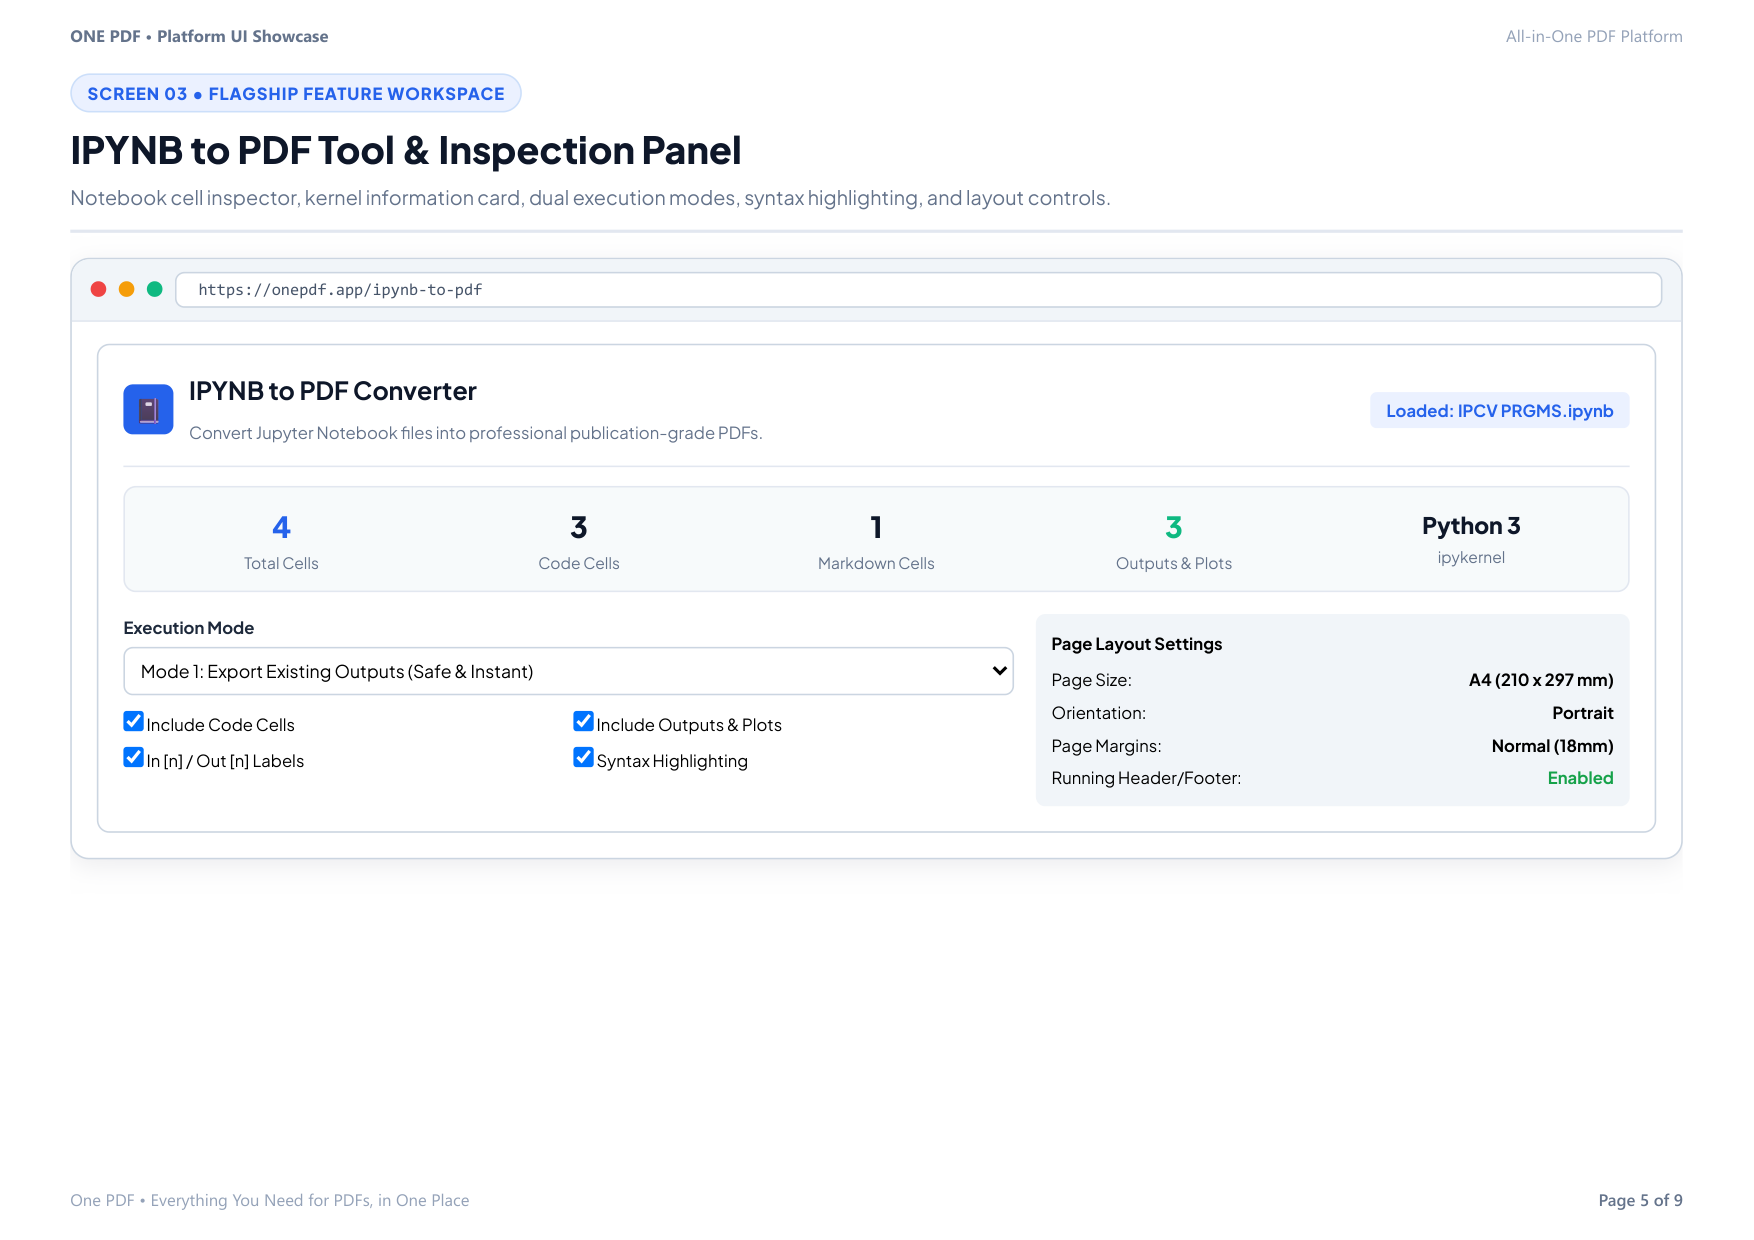 ONE PDF • Platform UI Showcase
All-in-One PDF Platform
SCREEN 03 ● FLAGSHIP FEATURE WORKSPACE
IPYNB to PDF Tool & Inspection Panel
Notebook cell inspector, kernel information card, dual execution modes, syntax highlighting, and layout controls.
https://onepdf.app/ipynb-to-pdf
IPYNB to PDF Converter
Convert Jupyter Notebook files into professional publication-grade PDFs.
Loaded: IPCV PRGMS.ipynb
4
Total Cells
3
Code Cells
1
Markdown Cells
3
Outputs & Plots
Python 3
ipykernel
Execution Mode
Mode 1: Export Existing Outputs (Safe & Instant)
Include Code Cells
Include Outputs & Plots
In [n] / Out [n] Labels
Syntax Highlighting
Page Layout Settings
Page Size: A4 (210 x 297 mm)
Orientation: Portrait
Page Margins: Normal (18mm)
Running Header/Footer: Enabled
One PDF • Everything You Need for PDFs, in One Place
Page 5 of 9